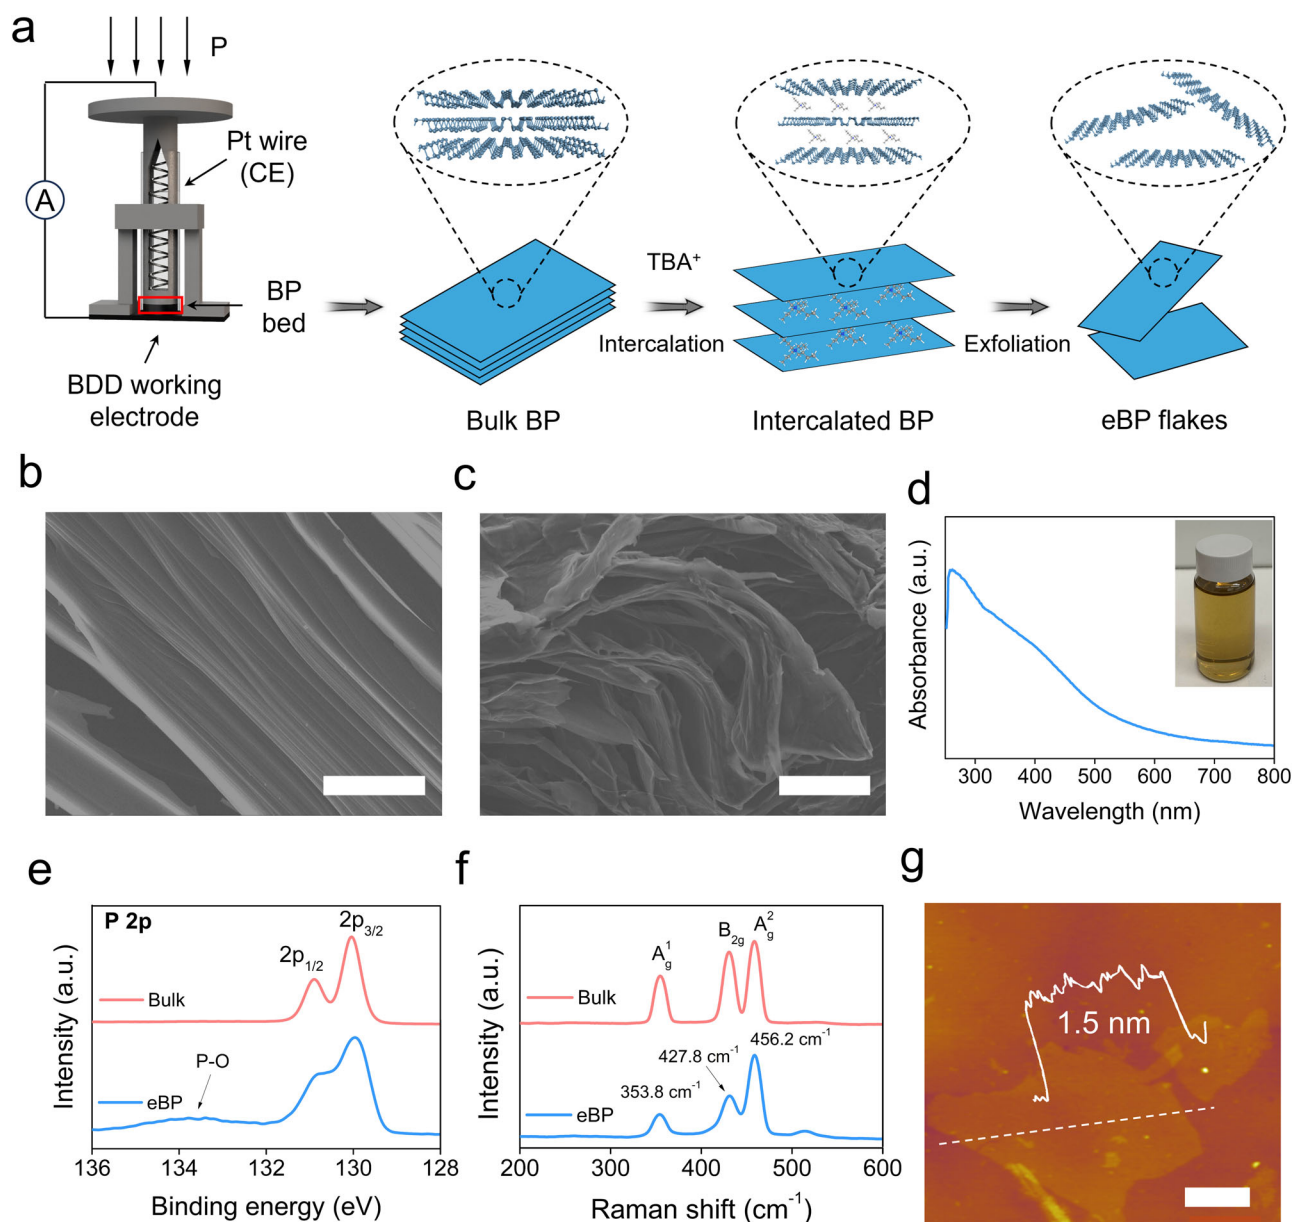 a
P
Pt wire
(CE)
A
BP
bed
BDD working
electrode
TBA⁺
Intercalation
Exfoliation
Bulk BP
Intercalated BP
eBP flakes
b
c
d
Absorbance (a.u.)
300 400 500 600 700 800
Wavelength (nm)
e
P 2p
2p₃/₂
2p₁/₂
Bulk
P-O
eBP
Intensity (a.u.)
136 134 132 130 128
Binding energy (eV)
f
A¹g
B₂g
A²g
Bulk
456.2 cm⁻¹
427.8 cm⁻¹
353.8 cm⁻¹
eBP
Intensity (a.u.)
200 300 400 500 600
Raman shift (cm⁻¹)
g
1.5 nm